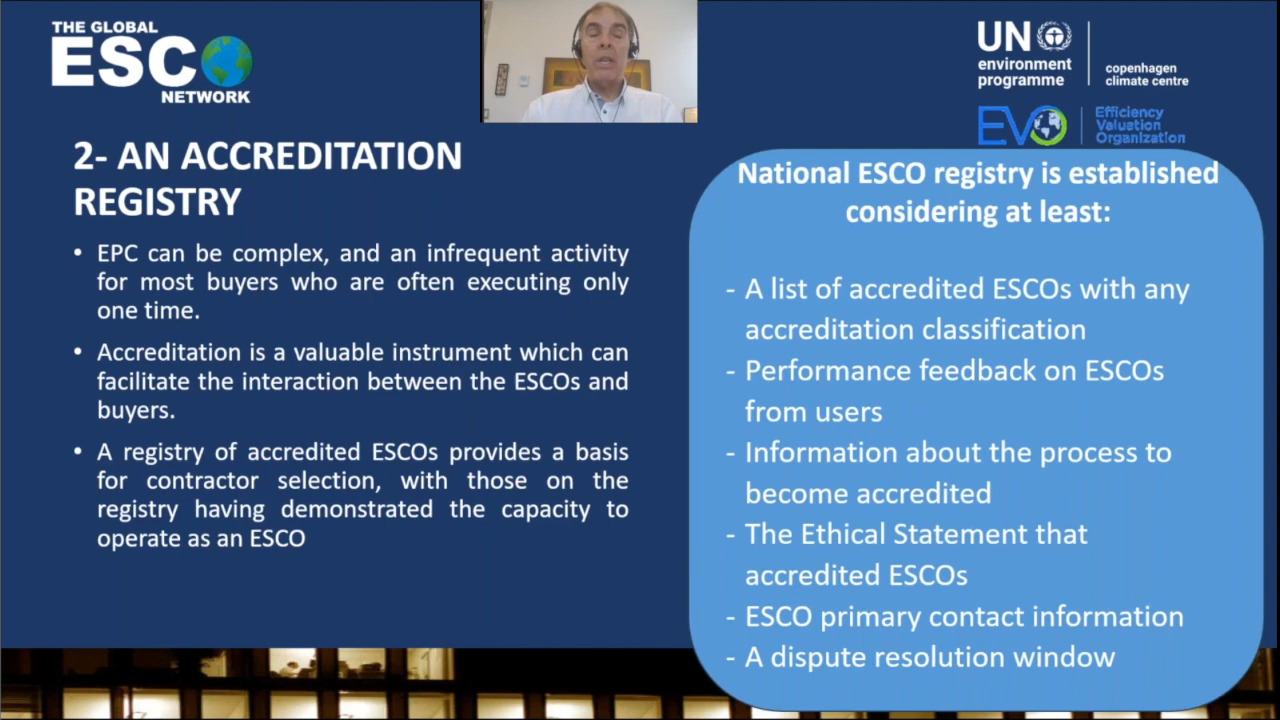 THE GLOBAL
ESCO
NETWORK
UN
environment
programme
copenhagen
climate centre
EVO
Efficiency
Valuation
Organization
2- AN ACCREDITATION
REGISTRY
• EPC can be complex, and an infrequent activity
for most buyers who are often executing only
one time.
• Accreditation is a valuable instrument which can
facilitate the interaction between the ESCOs and
buyers.
• A registry of accredited ESCOs provides a basis
for contractor selection, with those on the
registry having demonstrated the capacity to
operate as an ESCO
National ESCO registry is established
considering at least:
- A list of accredited ESCOs with any
accreditation classification
- Performance feedback on ESCOs
from users
- Information about the process to
become accredited
- The Ethical Statement that
accredited ESCOs
- ESCO primary contact information
- A dispute resolution window